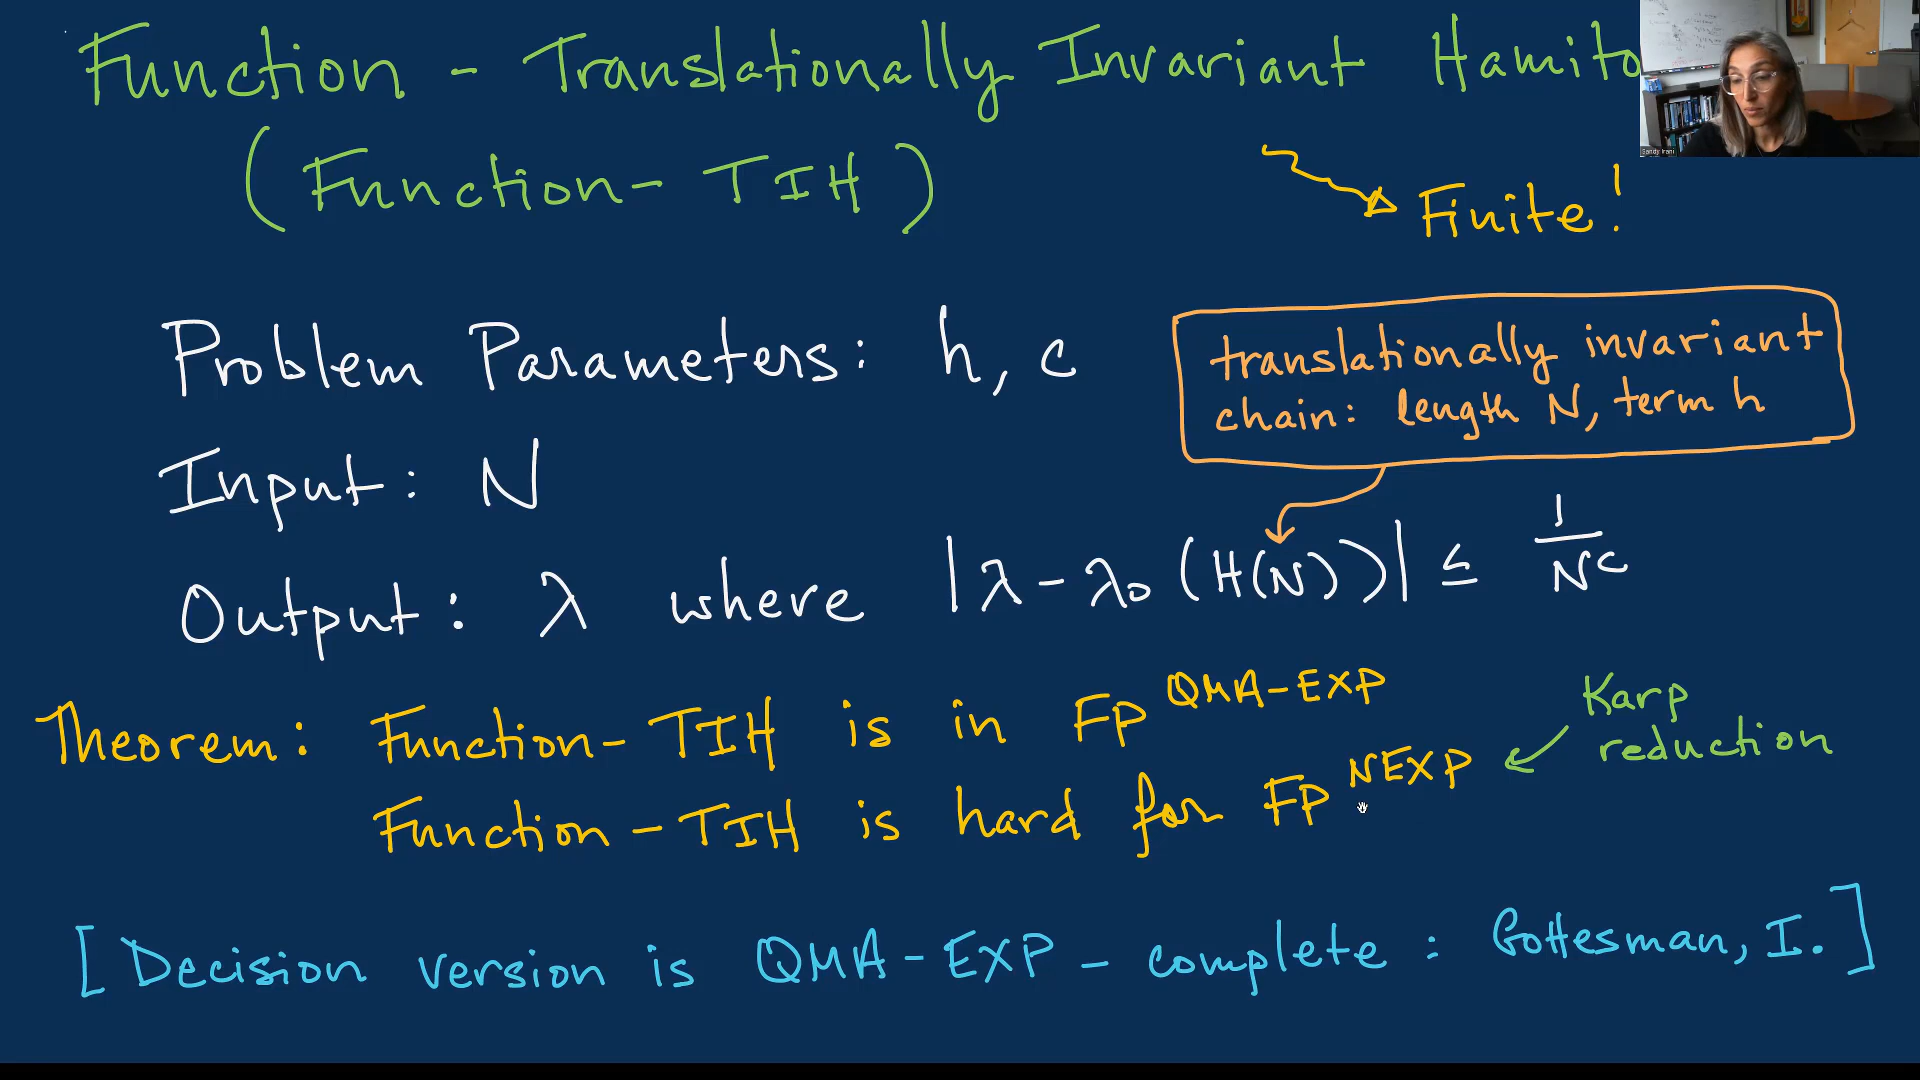 Function - Translationally Invariant Hamilto
(Function - TIH)
Finite!
Sandy Irani
Problem Parameters: h, c
translationally invariant
chain: length N, term h
Input: N
Output: λ where |λ - λ₀(H(N))| ≤ 1/N^c
Theorem: Function - TIH is in FP^QMA-EXP
Function - TIH is hard for FP^NEXP
Karp
reduction
[Decision version is QMA-EXP - complete: Gottesman, I.]